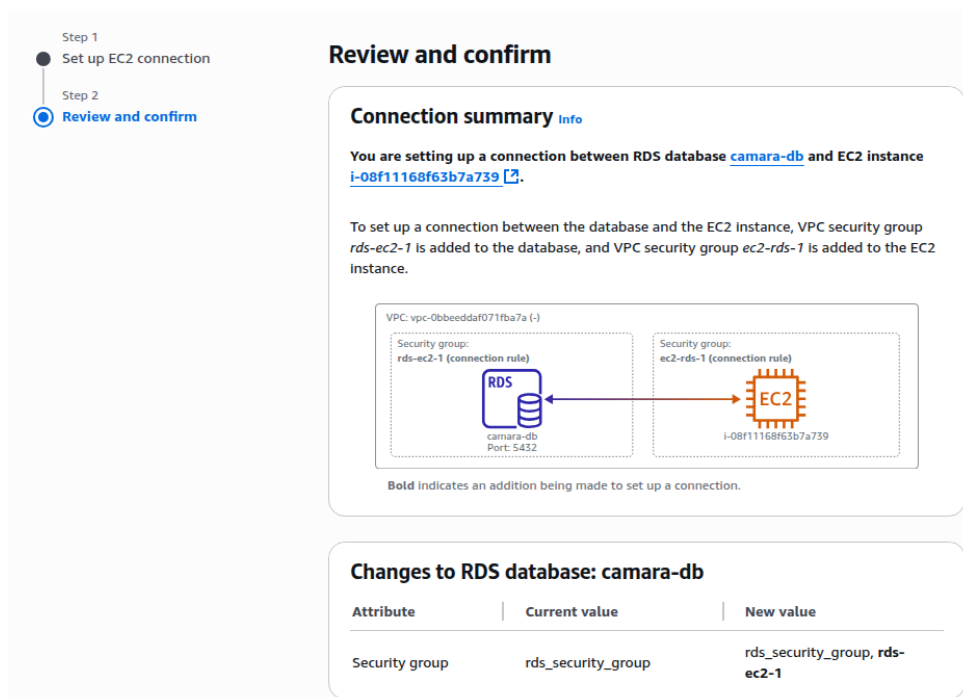 Step 1
Set up EC2 connection
Step 2
Review and confirm
Review and confirm
Connection summary Info
You are setting up a connection between RDS database camara-db and EC2 instance
i-08f11168f63b7a739.
To set up a connection between the database and the EC2 instance, VPC security group
rds-ec2-1 is added to the database, and VPC security group ec2-rds-1 is added to the EC2
instance.
VPC: vpc-0bbeeddaf071fba7a (-)
Security group:
rds-ec2-1 (connection rule)
RDS
camara-db
Port: 5432
Security group:
ec2-rds-1 (connection rule)
EC2
i-08f11168f63b7a739
Bold indicates an addition being made to set up a connection.
Changes to RDS database: camara-db
Attribute Current value New value
Security group rds_security_group rds_security_group, rds-
ec2-1